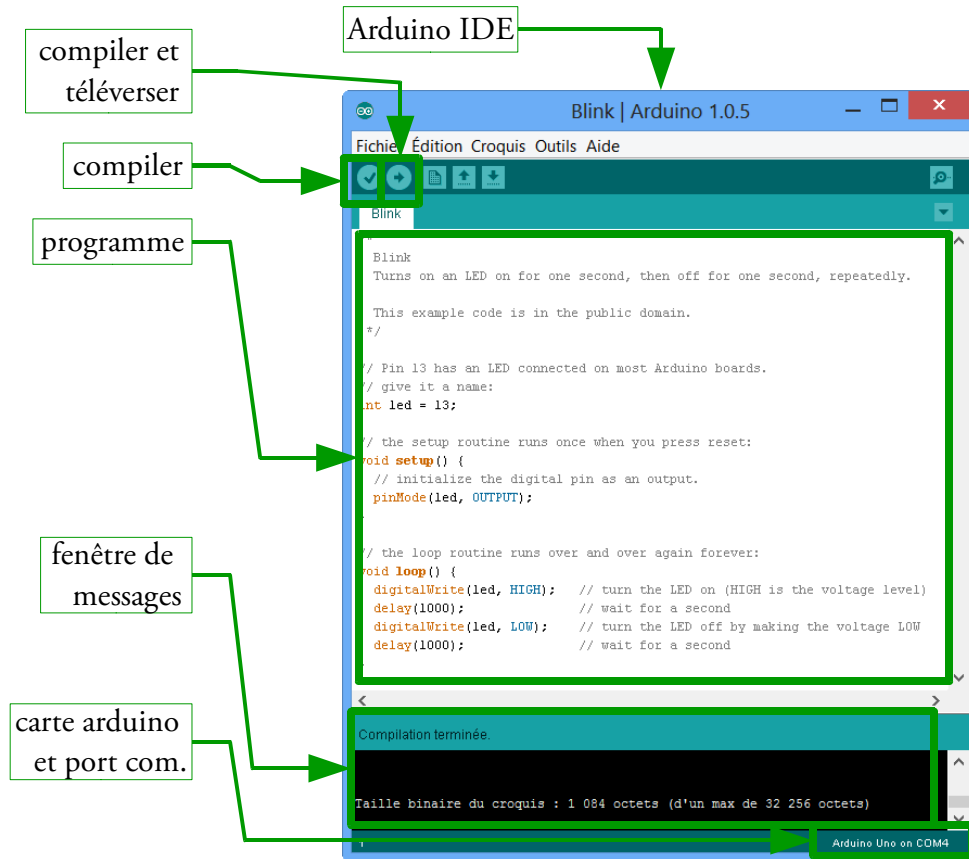 Arduino IDE
compiler et
téléverser
compiler
programme
fenêtre de
messages
carte arduino
et port com.
Blink | Arduino 1.0.5
Fichier Édition Croquis Outils Aide
Blink
Blink
Turns on an LED on for one second, then off for one second, repeatedly.
This example code is in the public domain.
*/
// Pin 13 has an LED connected on most Arduino boards.
// give it a name:
int led = 13;
// the setup routine runs once when you press reset:
void setup() {
// initialize the digital pin as an output.
pinMode(led, OUTPUT);
// the loop routine runs over and over again forever:
void loop() {
digitalWrite(led, HIGH);   // turn the LED on (HIGH is the voltage level)
delay(1000);               // wait for a second
digitalWrite(led, LOW);    // turn the LED off by making the voltage LOW
delay(1000);               // wait for a second
Compilation terminée.
Taille binaire du croquis : 1 084 octets (d'un max de 32 256 octets)
1
Arduino Uno on COM4